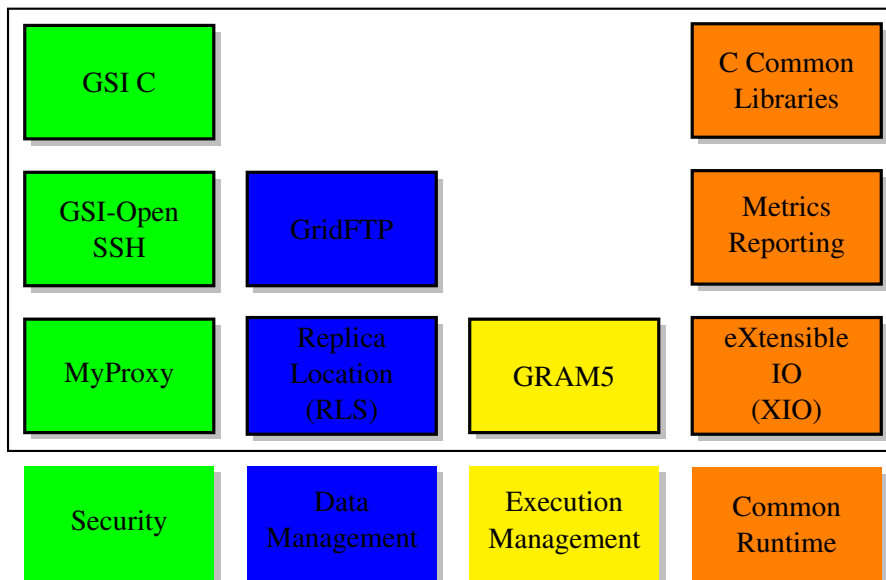 GSI C
C Common
Libraries
GSI-Open
SSH
GridFTP
Metrics
Reporting
MyProxy
Replica
Location
(RLS)
GRAM5
eXtensible
IO
(XIO)
Security
Data
Management
Execution
Management
Common
Runtime